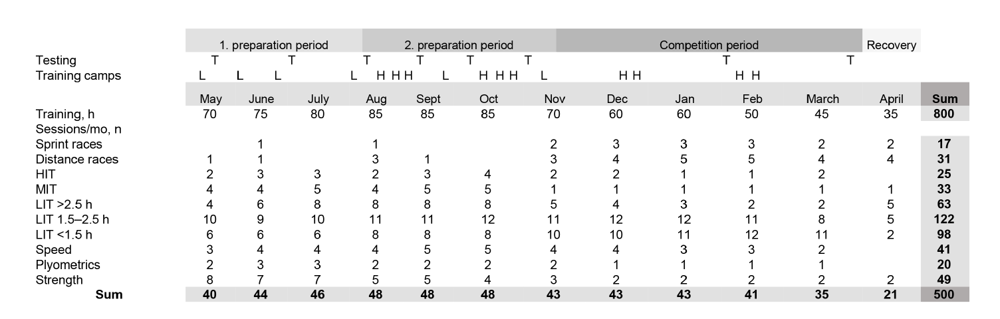 1. preparation period 2. preparation period Competition period Recovery
Testing T T T T T T T T
Training camps L L L L H H H L H H H L H H H H
May June July Aug Sept Oct Nov Dec Jan Feb March April Sum
Training, h 70 75 80 85 85 85 70 60 60 50 45 35 800
Sessions/mo, n
Sprint races 1 1 2 3 3 3 2 2 17
Distance races 1 1 3 1 3 4 5 5 4 4 31
HIT 2 3 3 2 3 4 2 2 1 1 2 25
MIT 4 4 5 4 5 5 1 1 1 1 1 1 33
LIT >2.5 h 4 6 8 8 8 8 5 4 3 2 2 5 63
LIT 1.5–2.5 h 10 9 10 11 11 12 11 12 12 11 8 5 122
LIT <1.5 h 6 6 6 8 8 8 10 10 11 12 11 2 98
Speed 3 4 4 4 5 5 4 4 3 3 2 41
Plyometrics 2 3 3 2 2 2 2 1 1 1 1 20
Strength 8 7 7 5 5 4 3 2 2 2 2 2 49
Sum 40 44 46 48 48 48 43 43 43 41 35 21 500